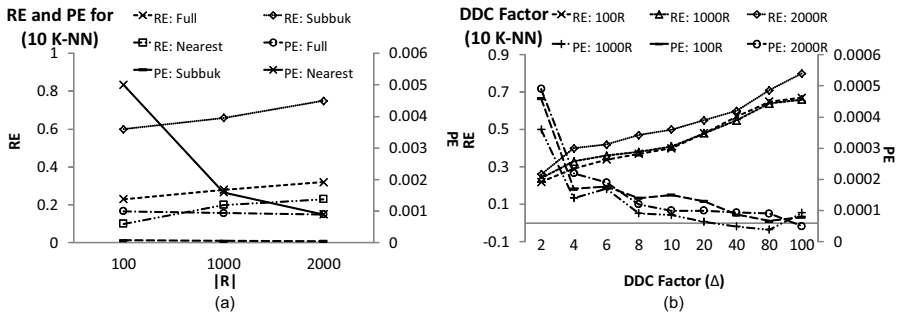 RE and PE for
(10 K-NN)
RE: Full
RE: Subbuk
RE: Nearest
PE: Full
PE: Subbuk
PE: Nearest
1
0.8
0.6
0.4
0.2
0
RE
0.006
0.005
0.004
0.003
0.002
0.001
0
PE
100
1000
2000
|R|
(a)
DDC Factor
(10 K-NN)
RE: 100R
RE: 1000R
RE: 2000R
PE: 1000R
PE: 100R
PE: 2000R
0.9
0.7
0.5
0.3
0.1
-0.1
RE
0.0006
0.0005
0.0004
0.0003
0.0002
0.0001
0
PE
2
4
6
8
10
20
40
80
100
DDC Factor (Δ)
(b)